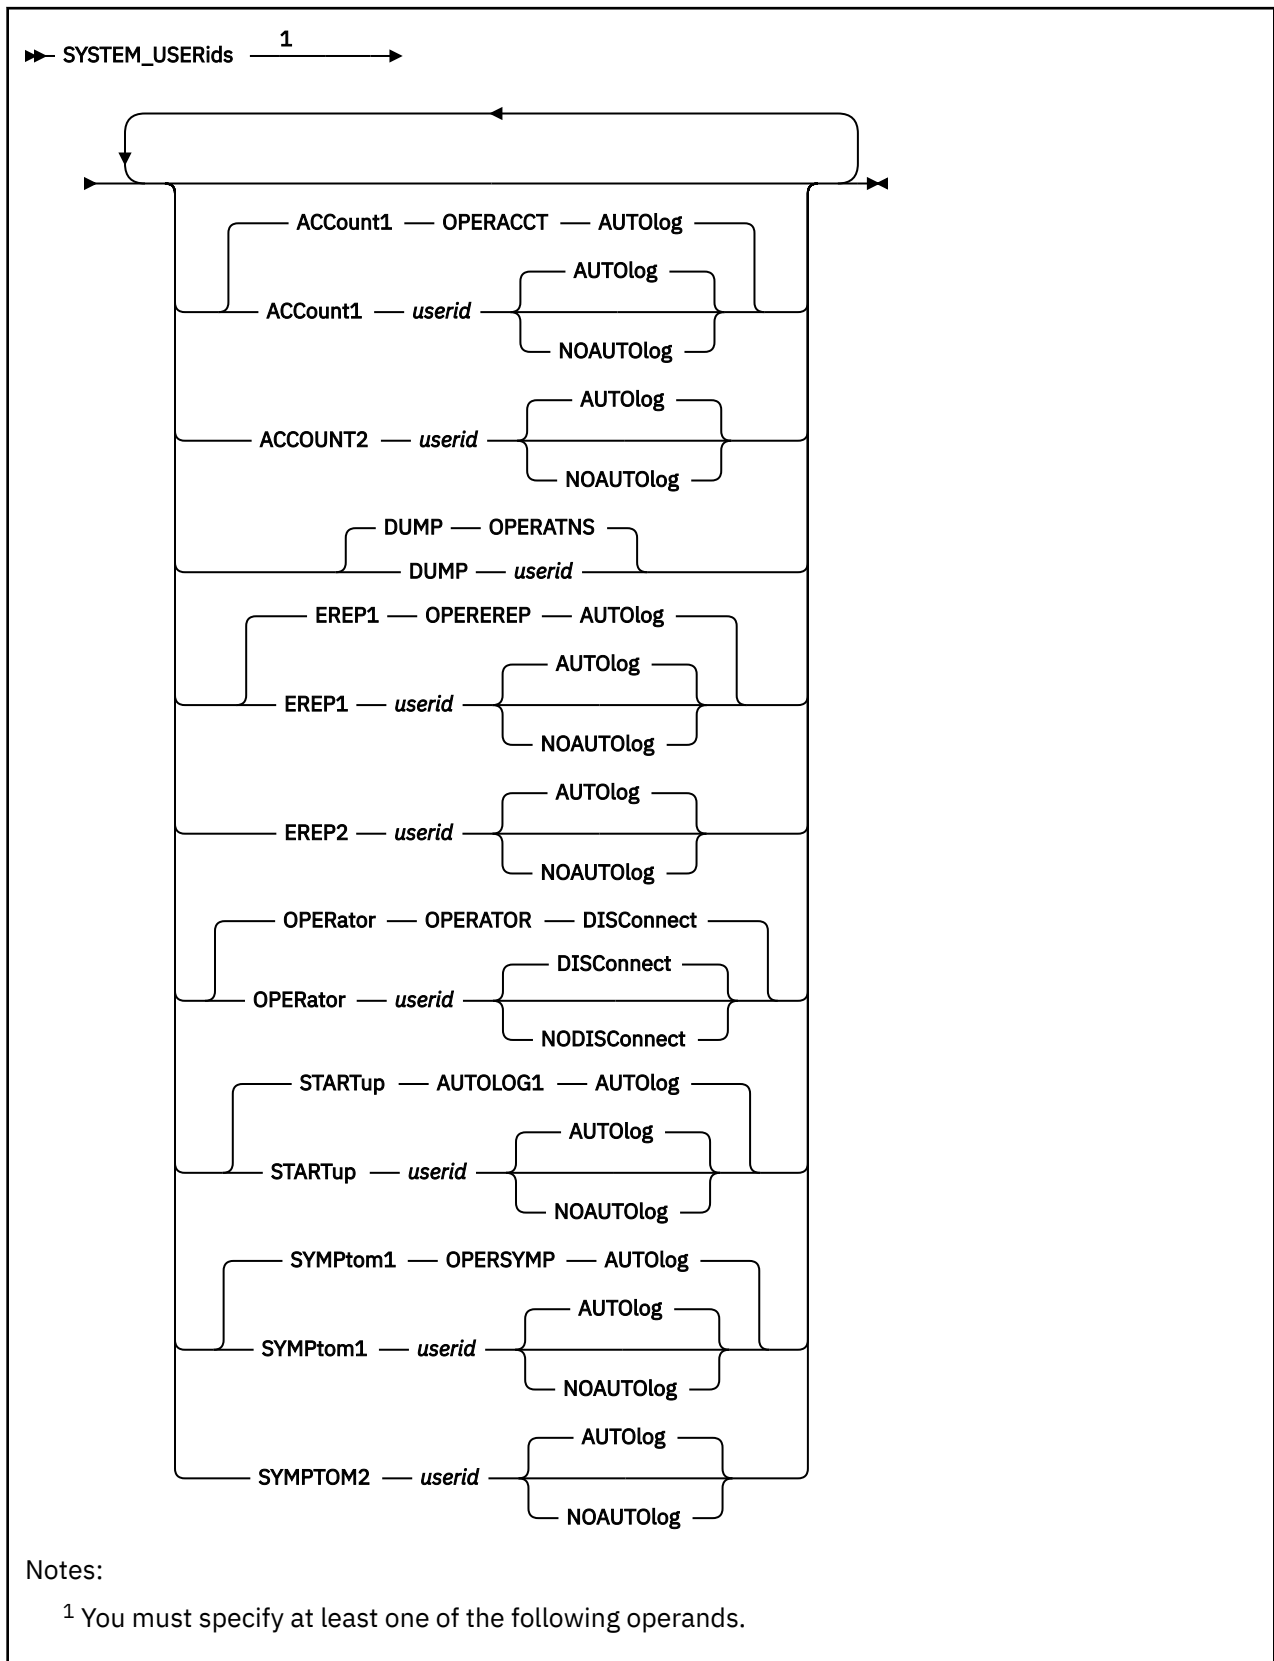 SYSTEM_USERids 1
ACCount1 OPERACCT AUTOlog
AUTOlog
ACCount1 userid
NOAUTOlog
AUTOlog
ACCOUNT2 userid
NOAUTOlog
DUMP OPERATNS
DUMP userid
EREP1 OPEREREP AUTOlog
AUTOlog
EREP1 userid
NOAUTOlog
AUTOlog
EREP2 userid
NOAUTOlog
OPERator OPERATOR DISConnect
DISConnect
OPERator userid
NODISConnect
STARTup AUTOLOG1 AUTOlog
AUTOlog
STARTup userid
NOAUTOlog
SYMPtom1 OPERSYMP AUTOlog
AUTOlog
SYMPtom1 userid
NOAUTOlog
AUTOlog
SYMPTOM2 userid
NOAUTOlog
Notes:
1 You must specify at least one of the following operands.